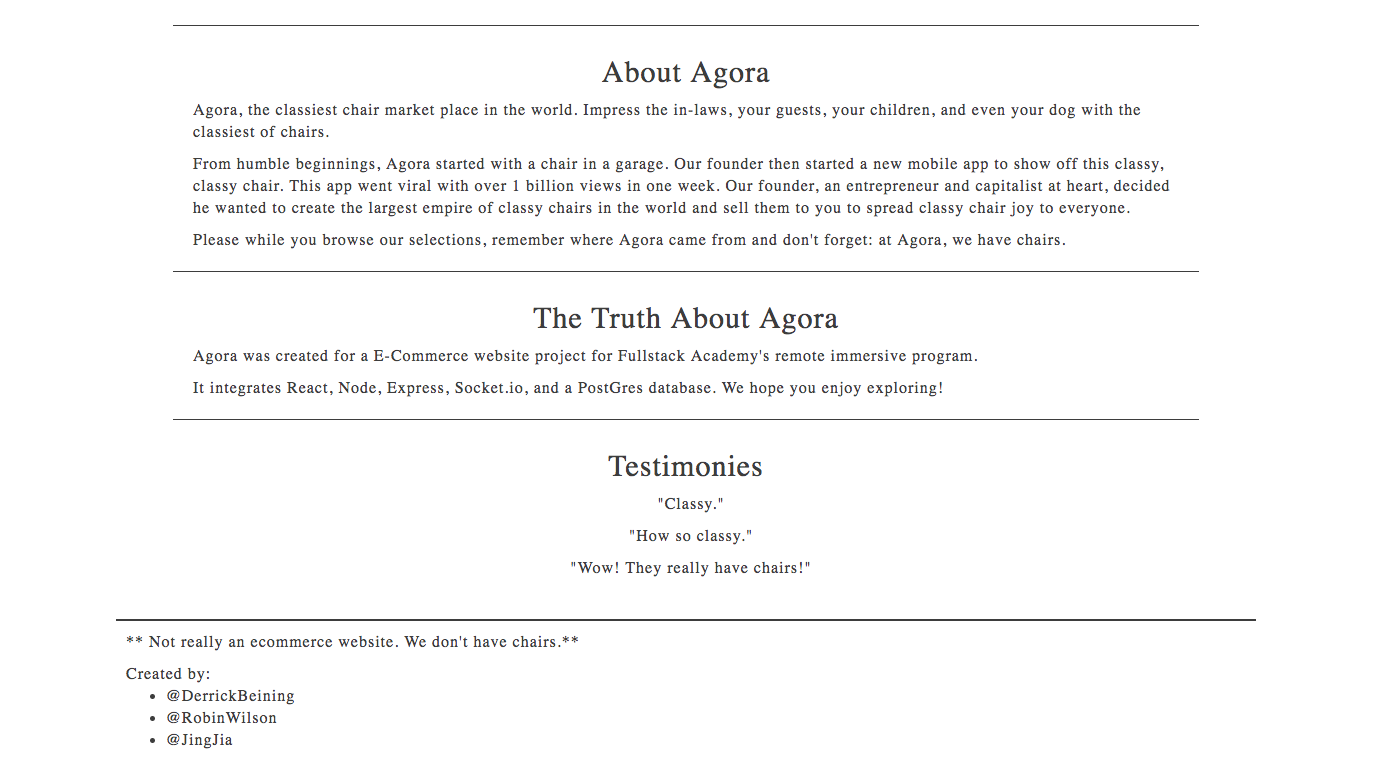 About Agora
Agora, the classiest chair market place in the world. Impress the in-laws, your guests, your children, and even your dog with the
classiest of chairs.
From humble beginnings, Agora started with a chair in a garage. Our founder then started a new mobile app to show off this classy,
classy chair. This app went viral with over 1 billion views in one week. Our founder, an entrepreneur and capitalist at heart, decided
he wanted to create the largest empire of classy chairs in the world and sell them to you to spread classy chair joy to everyone.
Please while you browse our selections, remember where Agora came from and don't forget: at Agora, we have chairs.
The Truth About Agora
Agora was created for a E-Commerce website project for Fullstack Academy's remote immersive program.
It integrates React, Node, Express, Socket.io, and a PostGres database. We hope you enjoy exploring!
Testimonies
"Classy."
"How so classy."
"Wow! They really have chairs!"
** Not really an ecommerce website. We don't have chairs.**
Created by:
• @DerrickBeining
• @RobinWilson
• @JingJia